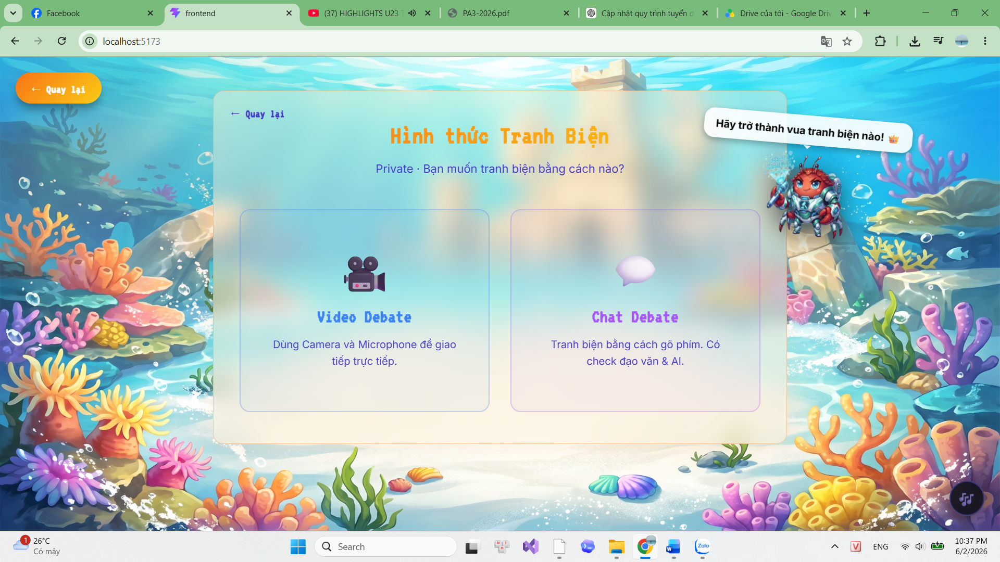 Facebook
frontend
(37) HIGHLIGHTS U23 T
PA3-2026.pdf
Cập nhật quy trình tuyển d
Drive của tôi - Google Driv
localhost:5173
← Quay lại
← Quay lại
Hình thức Tranh Biện
Private · Bạn muốn tranh biện bằng cách nào?
Hãy trở thành vua tranh biện nào!
Video Debate
Dùng Camera và Microphone để giao
tiếp trực tiếp.
Chat Debate
Tranh biện bằng cách gõ phím. Có
check đạo văn & AI.
1
26°C
Có mây
Search
Zalo
ENG
10:37 PM
6/2/2026